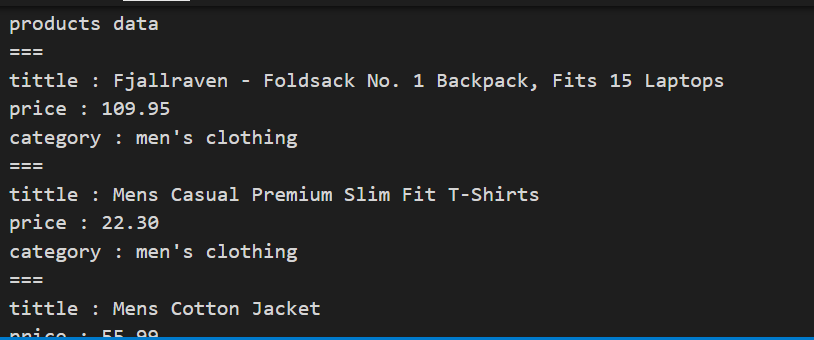 products data
===
tittle : Fjallraven - Foldsack No. 1 Backpack, Fits 15 Laptops
price : 109.95
category : men's clothing
===
tittle : Mens Casual Premium Slim Fit T-Shirts
price : 22.30
category : men's clothing
===
tittle : Mens Cotton Jacket
price : 55.99